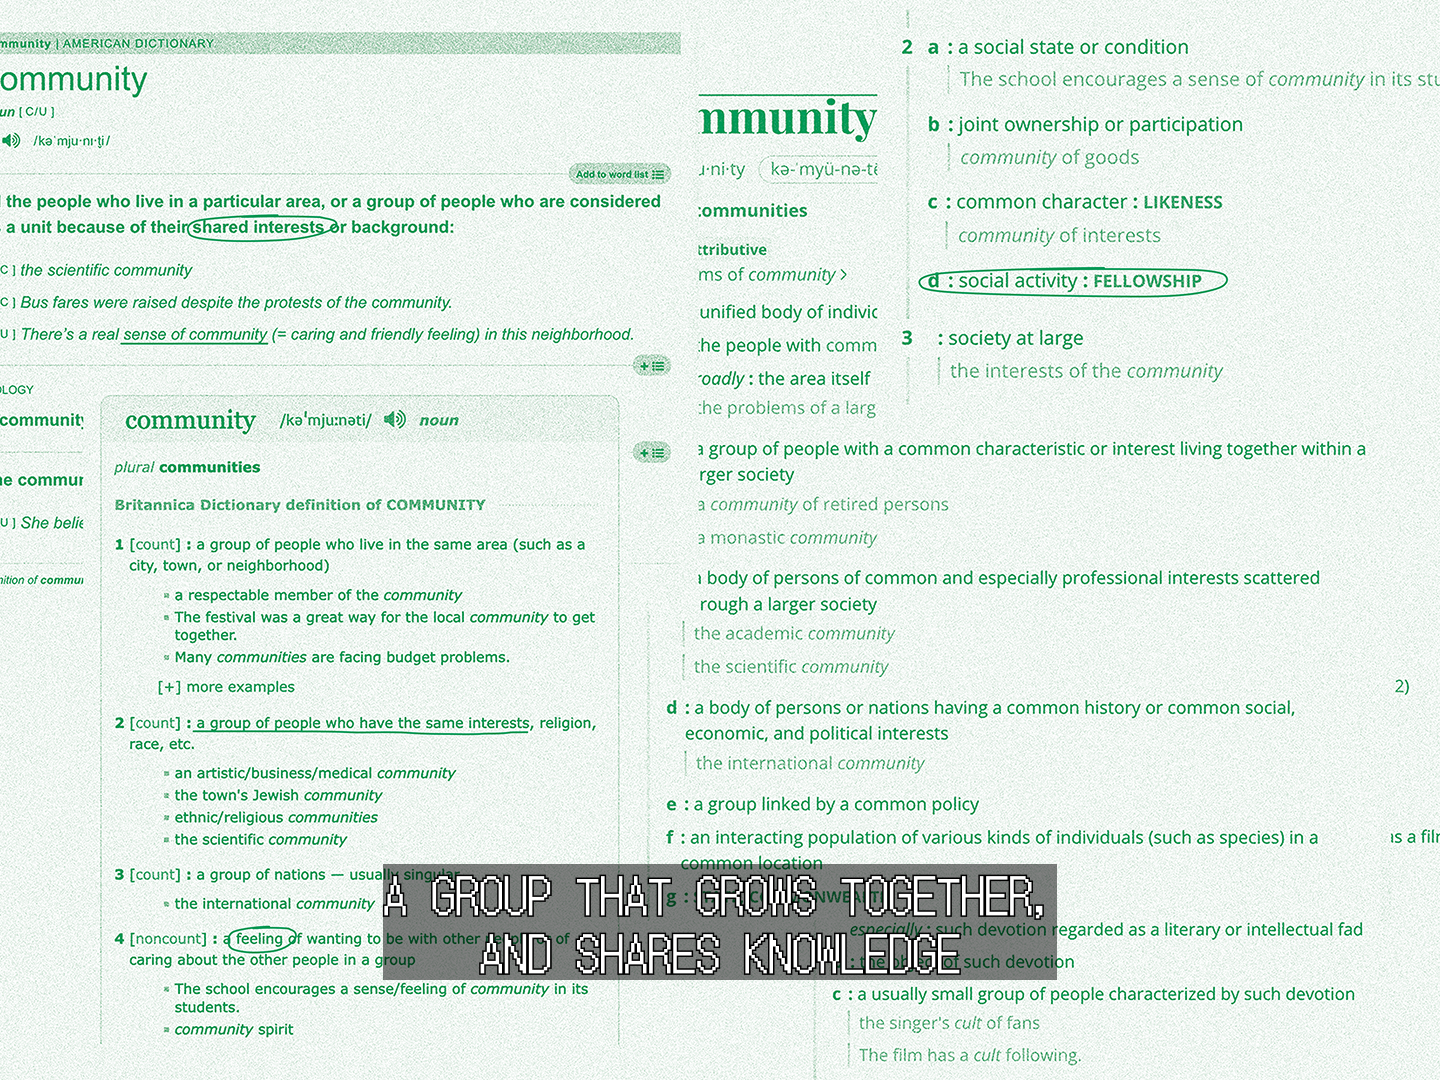 mmunity | AMERICAN DICTIONARY
ommunity
un [ C/U ]
/kəˈmju·nɪ·t̬i/
Add to word list
the people who live in a particular area, or a group of people who are considered
a unit because of their shared interests or background:
C ] the scientific community
C ] Bus fares were raised despite the protests of the community.
U ] There's a real sense of community (= caring and friendly feeling) in this neighborhood.
OLOGY
community
e commun
U ] She belie
nition of commun
community /kəˈmjuːnəti/ noun
plural communities
Britannica Dictionary definition of COMMUNITY
1 [count] : a group of people who live in the same area (such as a
city, town, or neighborhood)
a respectable member of the community
The festival was a great way for the local community to get
together.
Many communities are facing budget problems.
[+] more examples
2 [count] : a group of people who have the same interests, religion,
race, etc.
an artistic/business/medical community
the town's Jewish community
ethnic/religious communities
the scientific community
3 [count] : a group of nations — usually singular
the international community
4 [noncount] : a feeling of wanting to be with other people or of
caring about the other people in a group
The school encourages a sense/feeling of community in its
students.
community spirit
mmunity
u·ni·ty kə-ˈmyü-nə-tē
communities
ttributive
ms of community >
unified body of indivic
the people with comm
roadly : the area itself
the problems of a larg
a group of people with a common characteristic or interest living together within a
rger society
a community of retired persons
a monastic community
body of persons of common and especially professional interests scattered
rough a larger society
the academic community
the scientific community
d : a body of persons or nations having a common history or common social,
economic, and political interests
the international community
e : a group linked by a common policy
f : an interacting population of various kinds of individuals (such as species) in a
common location
g :
2 a : a social state or condition
The school encourages a sense of community in its stu
b : joint ownership or participation
community of goods
c : common character : LIKENESS
community of interests
d : social activity : FELLOWSHIP
3 : society at large
the interests of the community
2)
as a film
especially : such devotion regarded as a literary or intellectual fad
: the object of such devotion
c : a usually small group of people characterized by such devotion
the singer's cult of fans
The film has a cult following.
A GROUP THAT GROWS TOGETHER,
AND SHARES KNOWLEDGE